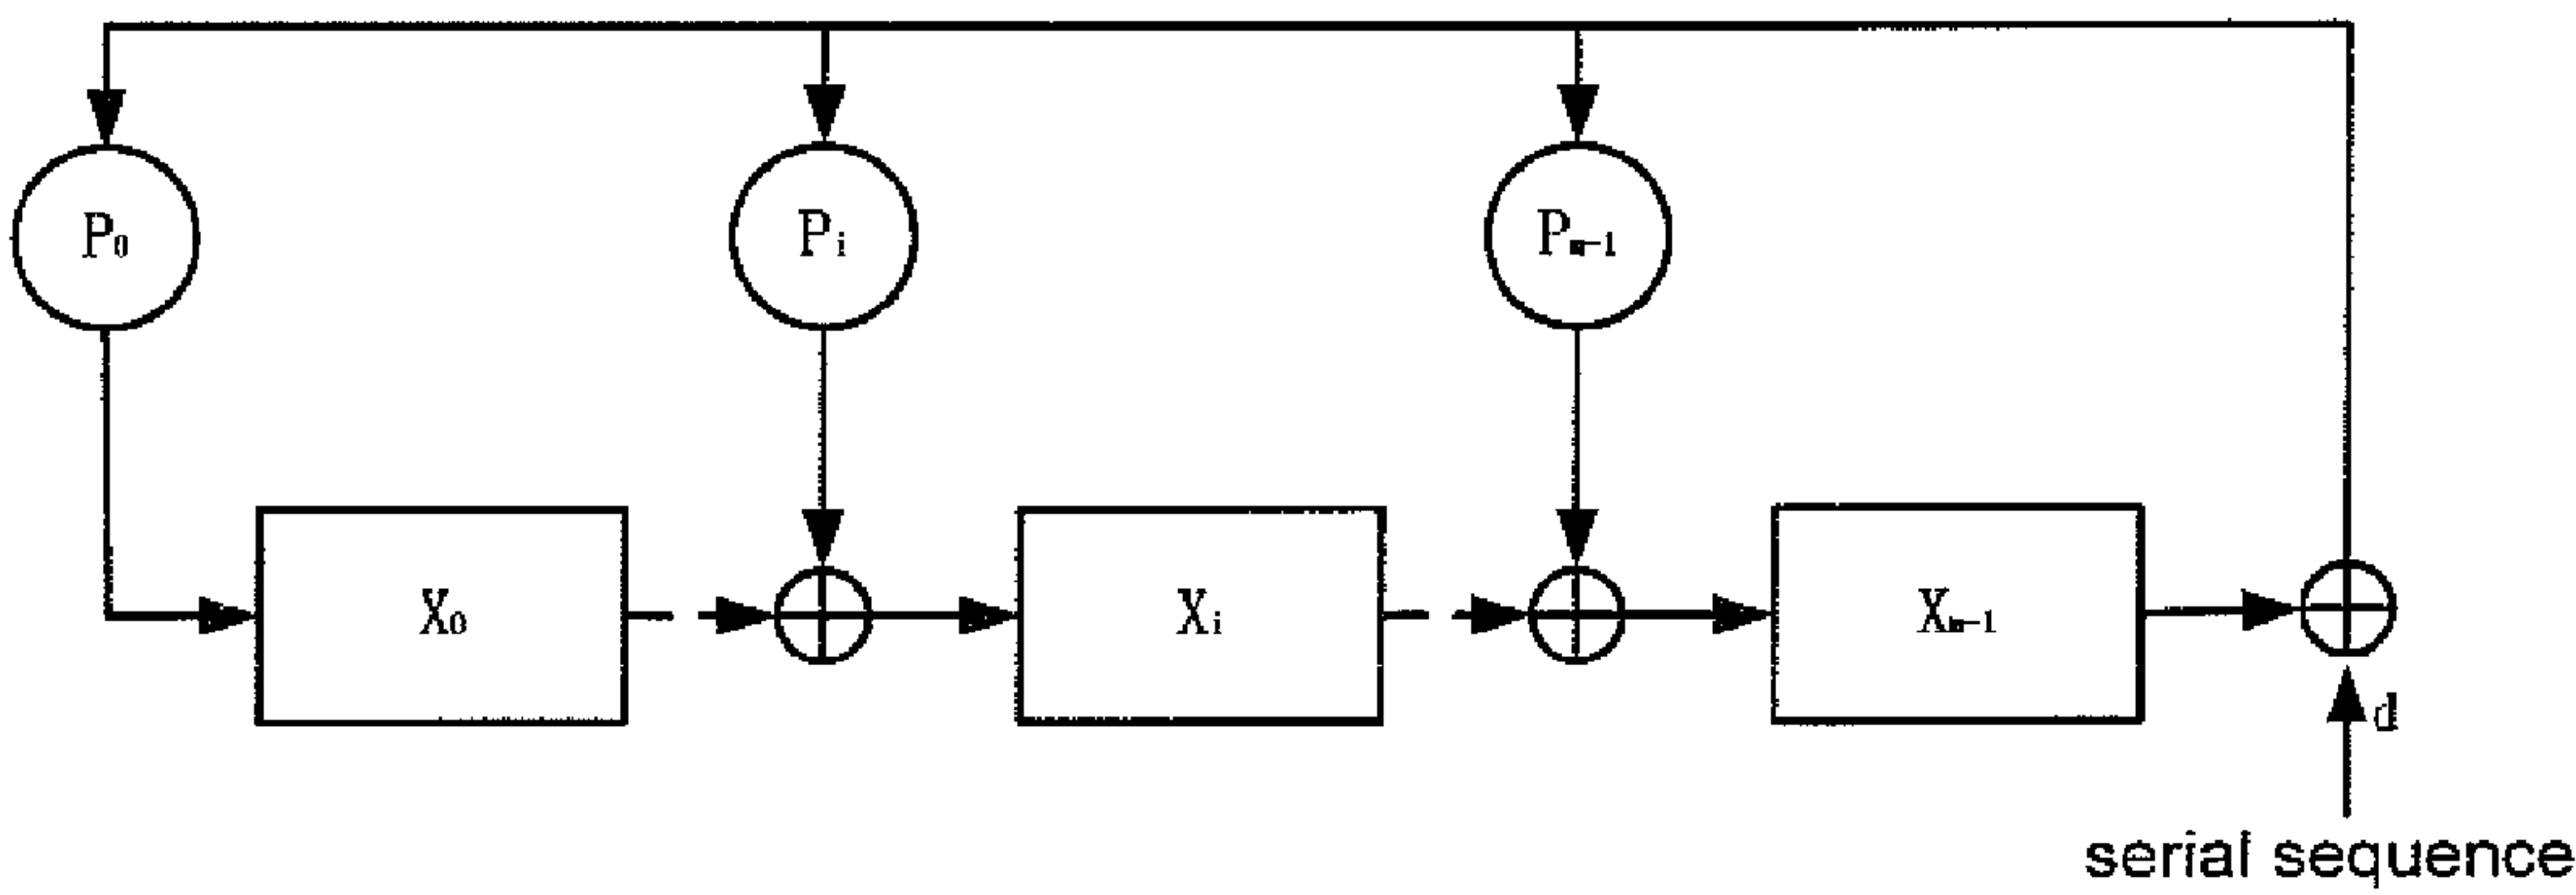 P₀ Pᵢ Pₘ₋₁
X₀ Xᵢ Xₘ₋₁
d
serial sequence